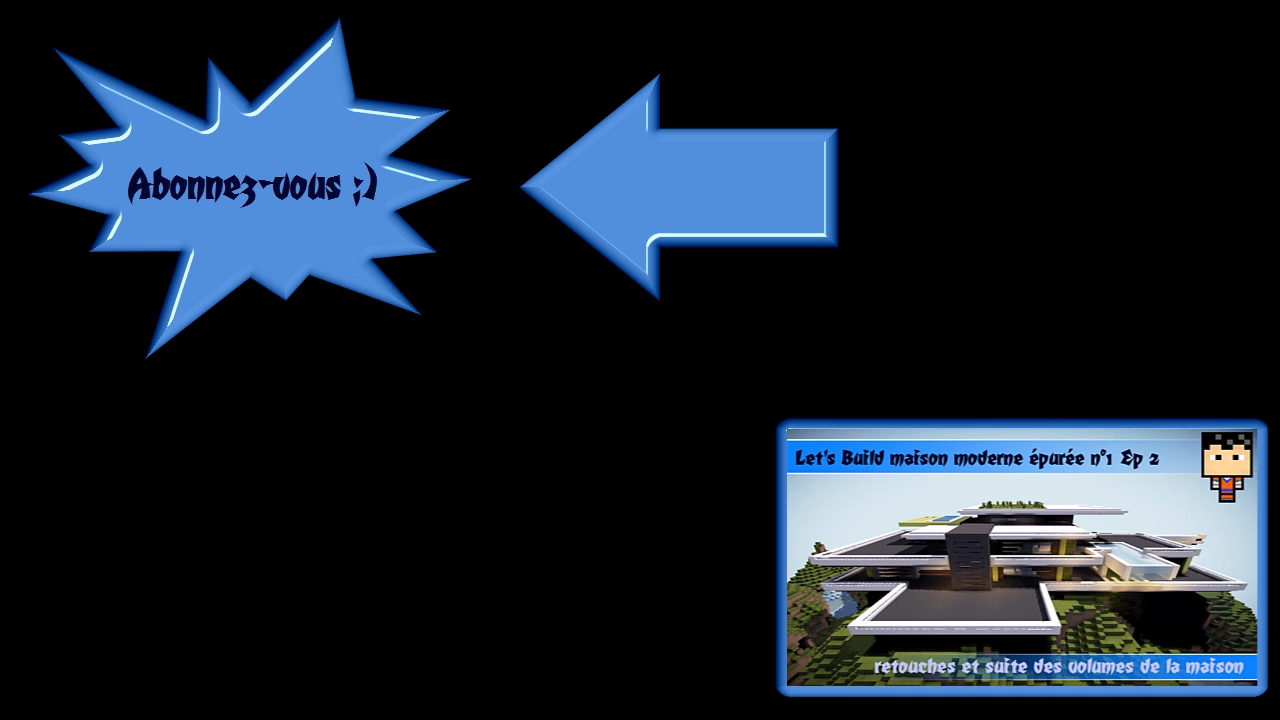 Abonnez-vous ;)
Let's Build maison moderne épurée n°1 Ep 2
retouches et suite des volumes de la maison